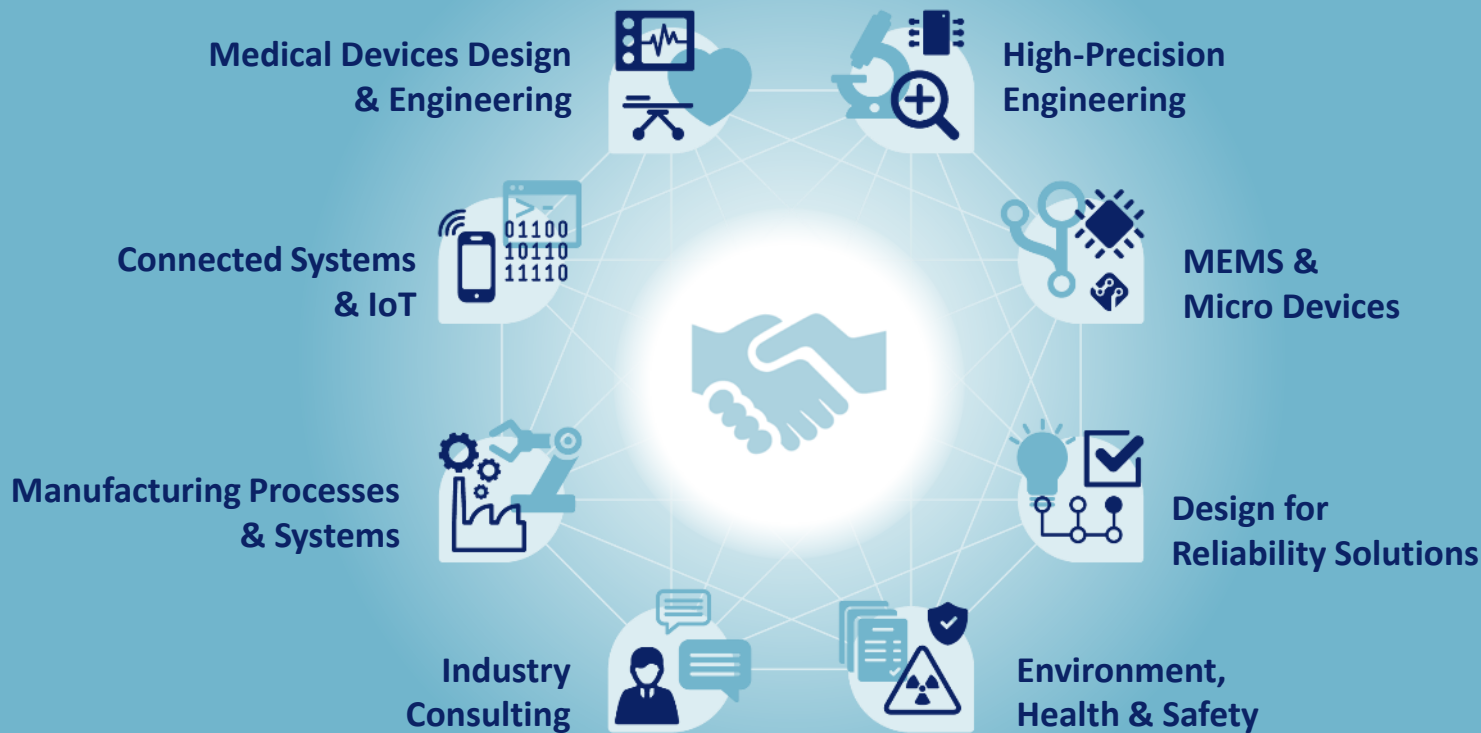 Medical Devices Design
& Engineering
High-Precision
Engineering
Connected Systems
& IoT
>-
01100
10110
11110
MEMS &
Micro Devices
Manufacturing Processes
& Systems
Design for
Reliability Solutions
Industry
Consulting
Environment,
Health & Safety